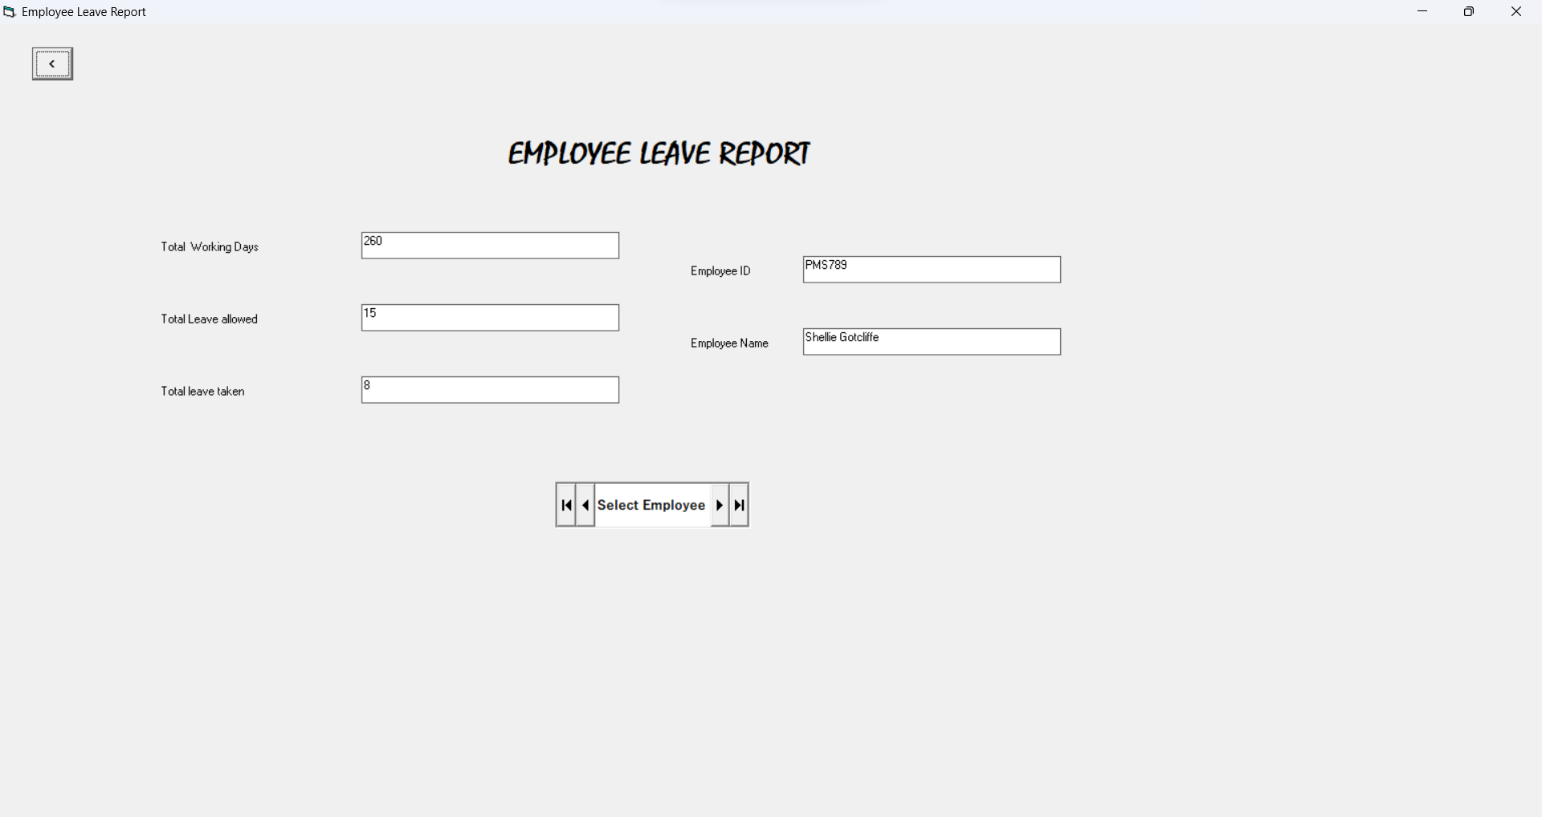 Employee Leave Report
<
EMPLOYEE LEAVE REPORT
Total Working Days
260
Employee ID
PMS789
Total Leave allowed
15
Employee Name
Shellie Gotcliffe
Total leave taken
8
Select Employee